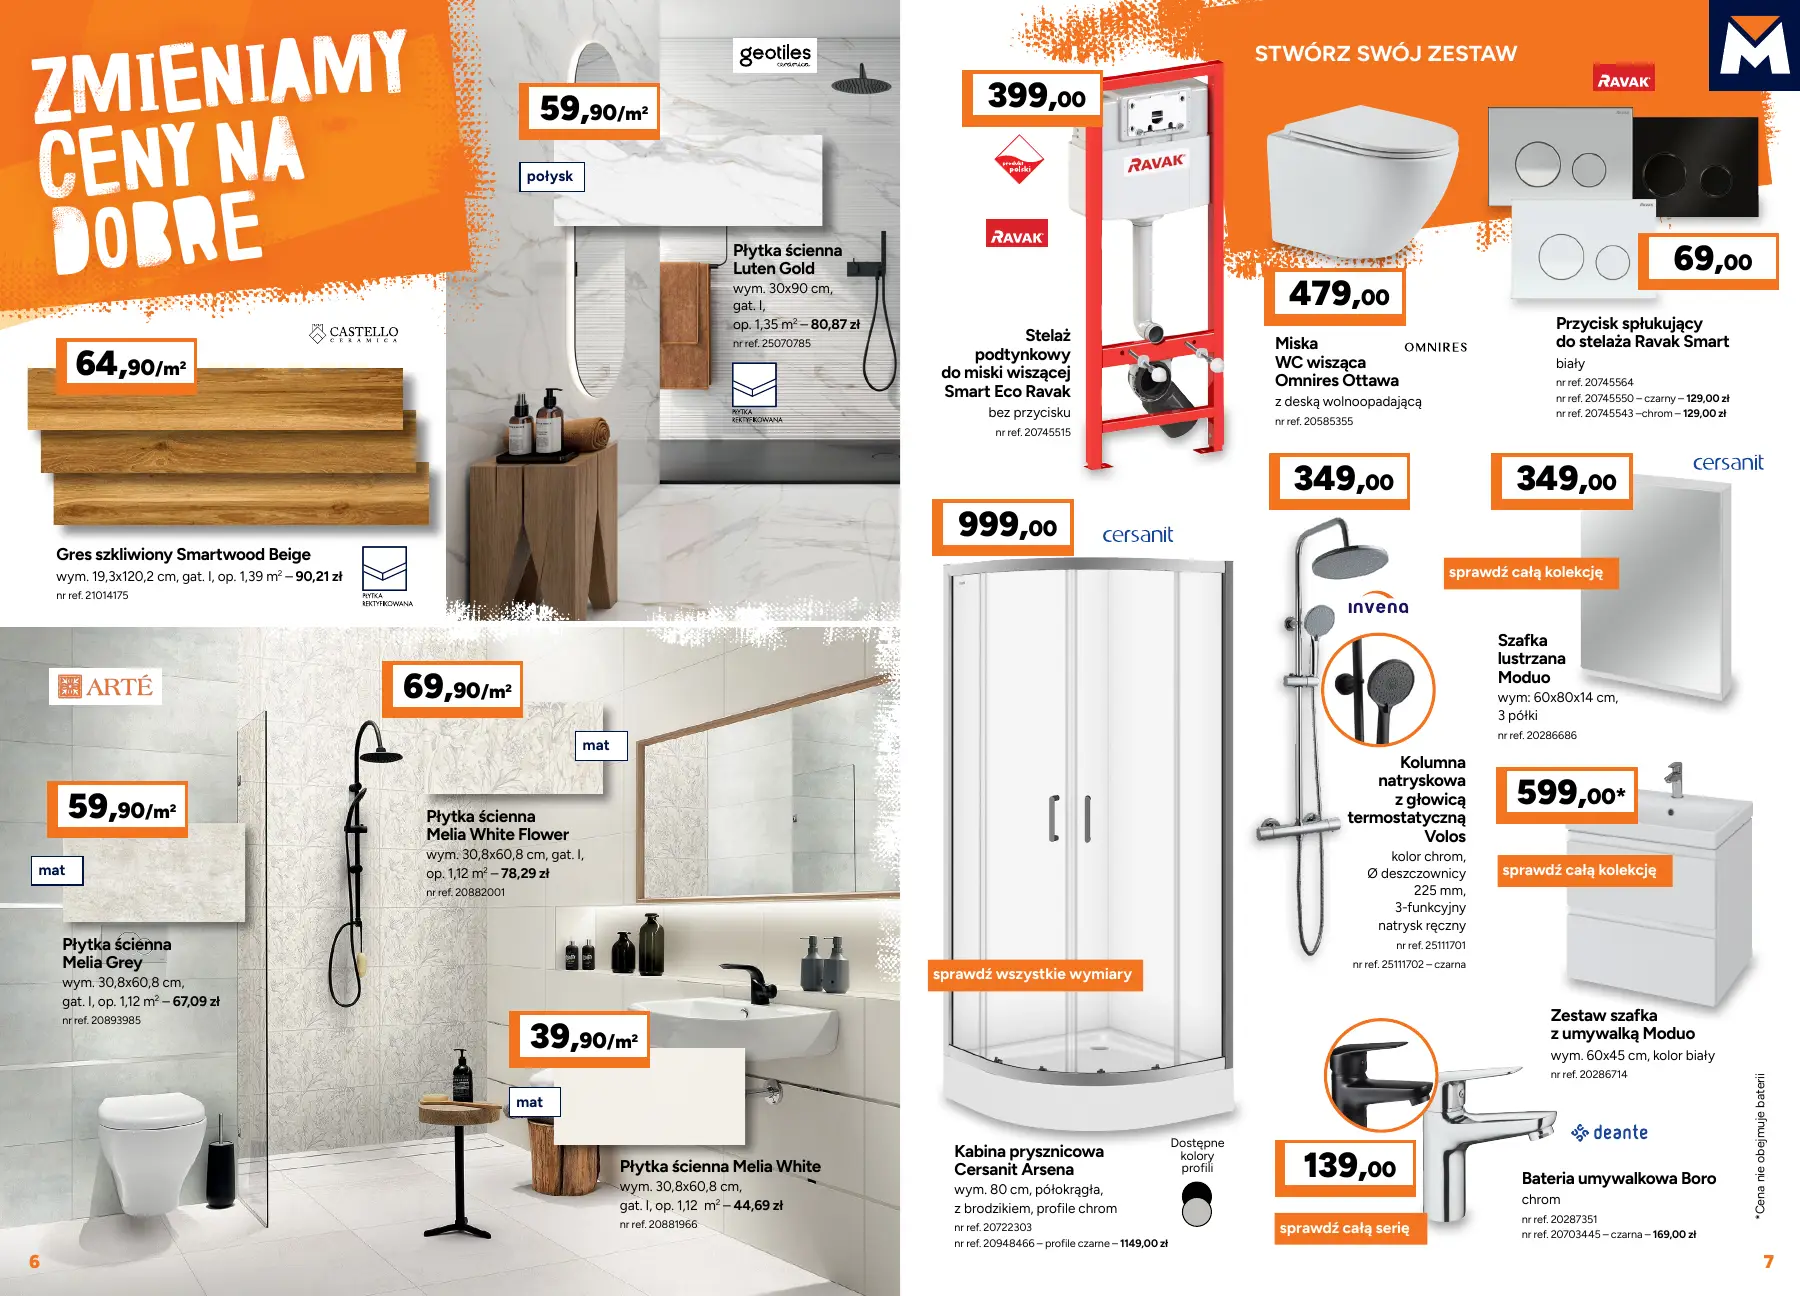 ZMIENIAMY
CENY NA
DOBRE
geotiles
ceramica
59,90/m²
połysk
Płytka ścienna
Luten Gold
wym. 30x90 cm,
gat. I,
op. 1,35 m² – 80,87 zł
nr ref. 25070785
PŁYTKA
REKTYFIKOWANA
CASTELLO
CERAMICA
64,90/m²
Gres szkliwiony Smartwood Beige
wym. 19,3x120,2 cm, gat. I, op. 1,39 m² – 90,21 zł
nr ref. 21014175
PŁYTKA
REKTYFIKOWANA
ARTÉ
69,90/m²
mat
Płytka ścienna
Melia White Flower
wym. 30,8x60,8 cm, gat. I,
op. 1,12 m² – 78,29 zł
nr ref. 20882001
59,90/m²
mat
Płytka ścienna
Melia Grey
wym. 30,8x60,8 cm,
gat. I, op. 1,12 m² – 67,09 zł
nr ref. 20893985
39,90/m²
mat
Płytka ścienna Melia White
wym. 30,8x60,8 cm,
gat. I, op. 1,12 m² – 44,69 zł
nr ref. 20881966
6
STWÓRZ SWÓJ ZESTAW
M
399,00
produkt
polski
RAVAK
RAVAK
Stelaż
podtynkowy
do miski wiszącej
Smart Eco Ravak
bez przycisku
nr ref. 20745515
479,00
Miska
WC wisząca
Omnires Ottawa
z deską wolnoopadającą
nr ref. 20585355
OMNIRES
RAVAK
69,00
Przycisk spłukujący
do stelaża Ravak Smart
biały
nr ref. 20745564
nr ref. 20745550 – czarny – 129,00 zł
nr ref. 20745543 –chrom – 129,00 zł
999,00
cersanit
sprawdź wszystkie wymiary
Kabina prysznicowa
Cersanit Arsena
wym. 80 cm, półokrągła,
z brodzikiem, profile chrom
nr ref. 20722303
nr ref. 20948466 – profile czarne – 1149,00 zł
Dostępne
kolory
profili
349,00
invena
Kolumna
natryskowa
z głowicą
termostatyczną
Volos
kolor chrom,
Ø deszczownicy
225 mm,
3-funkcyjny
natrysk ręczny
nr ref. 25111701
nr ref. 25111702 – czarna
349,00
cersanit
sprawdź całą kolekcję
Szafka
lustrzana
Moduo
wym: 60x80x14 cm,
3 półki
nr ref. 20286686
599,00*
sprawdź całą kolekcję
Zestaw szafka
z umywalką Moduo
wym. 60x45 cm, kolor biały
nr ref. 20286714
139,00
sprawdź całą serię
deante
Bateria umywalkowa Boro
chrom
nr ref. 20287351
nr ref. 20703445 – czarna – 169,00 zł
*Cena nie obejmuje baterii
7